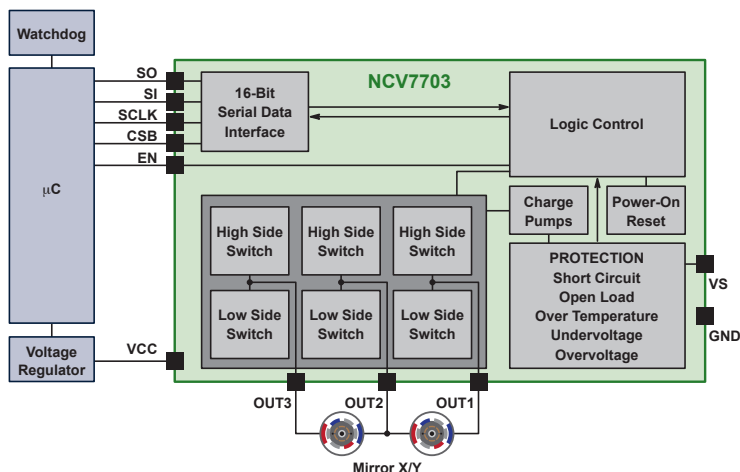 Watchdog
µC
Voltage
Regulator
SO
SI
SCLK
CSB
EN
VCC
NCV7703
16-Bit
Serial Data
Interface
Logic Control
High Side
Switch
High Side
Switch
High Side
Switch
Low Side
Switch
Low Side
Switch
Low Side
Switch
Charge
Pumps
Power-On
Reset
PROTECTION
Short Circuit
Open Load
Over Temperature
Undervoltage
Overvoltage
VS
GND
OUT3
OUT2
OUT1
Mirror X/Y